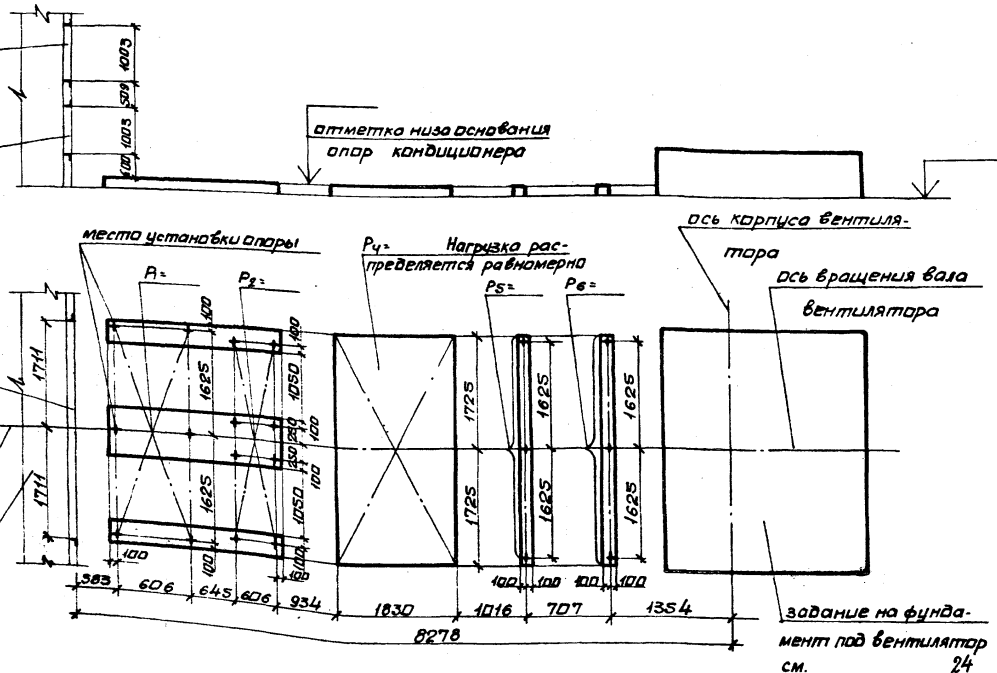 1003
509
1003
600
отметка низа основания
опор кондиционера
место установки опоры
P1=
P2=
P4= Нагрузка рас-
пределяется равномерно
P5=
P6=
ось корпуса вентиля-
тора
ось вращения вала
вентилятора
1711
1711
100
1625
1625
100
100
1050
250
100
250
100
1050
100
100
100
1725
1725
1625
1625
1625
1625
100
100
100
100
383
606
645
606
934
1830
1016
707
1354
8278
задание на фунда-
мент под вентилятор
см. 24